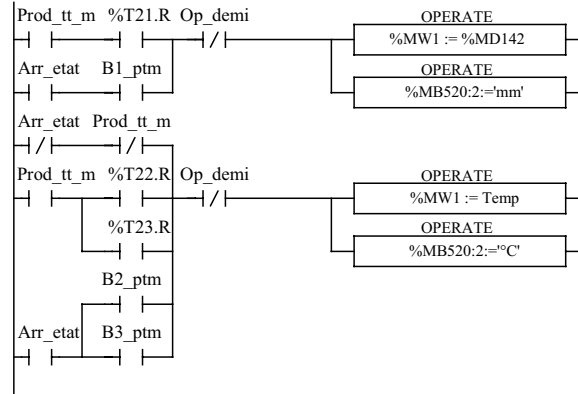 Prod_tt_m %T21.R Op_demi OPERATE
%MW1 := %MD142
Arr_etat B1_ptm OPERATE
%MB520:2:='mm'
Arr_etat Prod_tt_m
Prod_tt_m %T22.R Op_demi OPERATE
%MW1 := Temp
%T23.R OPERATE
%MB520:2:='°C'
B2_ptm
Arr_etat B3_ptm